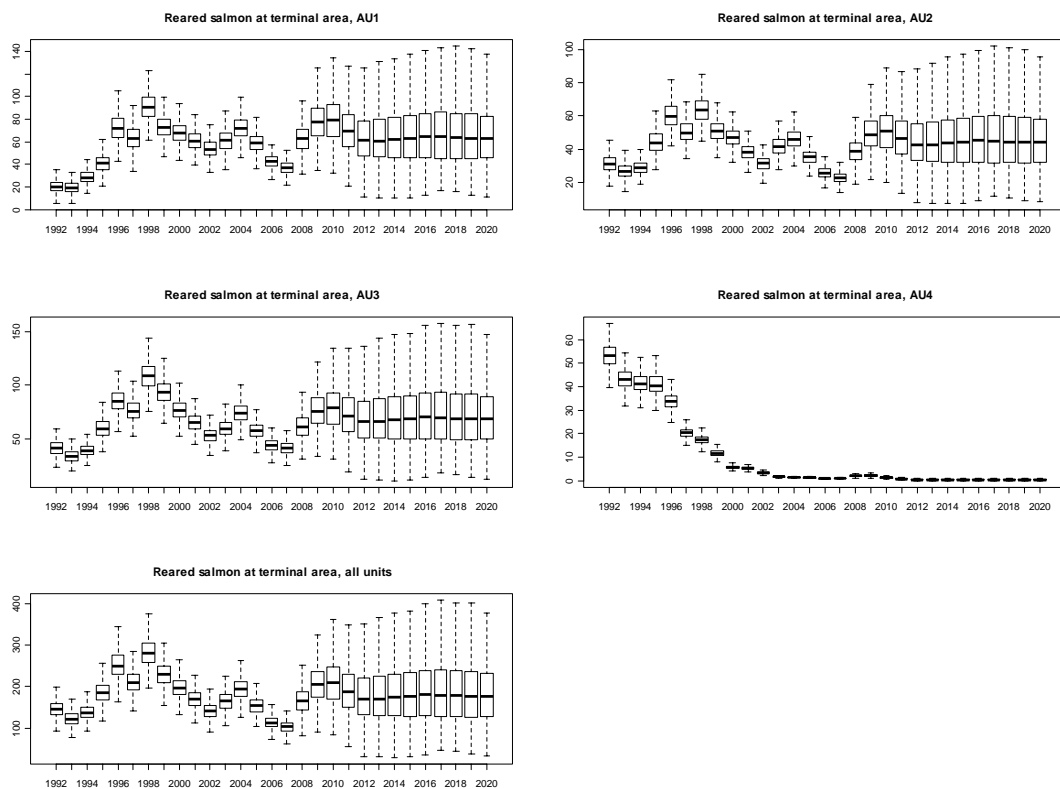 Reared salmon at terminal area, AU1
0 20 40 60 80 100 140
1992 1994 1996 1998 2000 2002 2004 2006 2008 2010 2012 2014 2016 2018 2020
Reared salmon at terminal area, AU2
20 40 60 80 100
1992 1994 1996 1998 2000 2002 2004 2006 2008 2010 2012 2014 2016 2018 2020
Reared salmon at terminal area, AU3
50 100 150
1992 1994 1996 1998 2000 2002 2004 2006 2008 2010 2012 2014 2016 2018 2020
Reared salmon at terminal area, AU4
0 10 20 30 40 50 60
1992 1994 1996 1998 2000 2002 2004 2006 2008 2010 2012 2014 2016 2018 2020
Reared salmon at terminal area, all units
100 200 300 400
1992 1994 1996 1998 2000 2002 2004 2006 2008 2010 2012 2014 2016 2018 2020